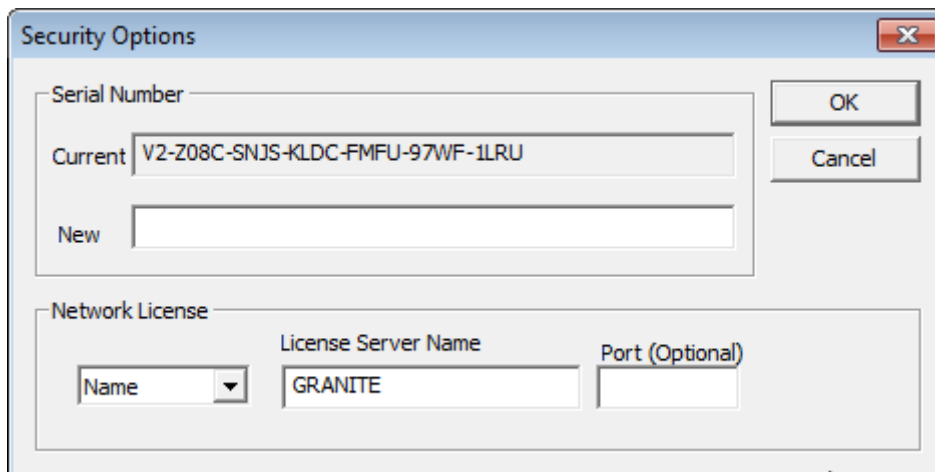 Security Options
Serial Number
OK
Current V2-Z08C-SNJS-KLDC-FMFU-97WF-1LRU
Cancel
New
Network License
License Server Name
Port (Optional)
Name
GRANITE